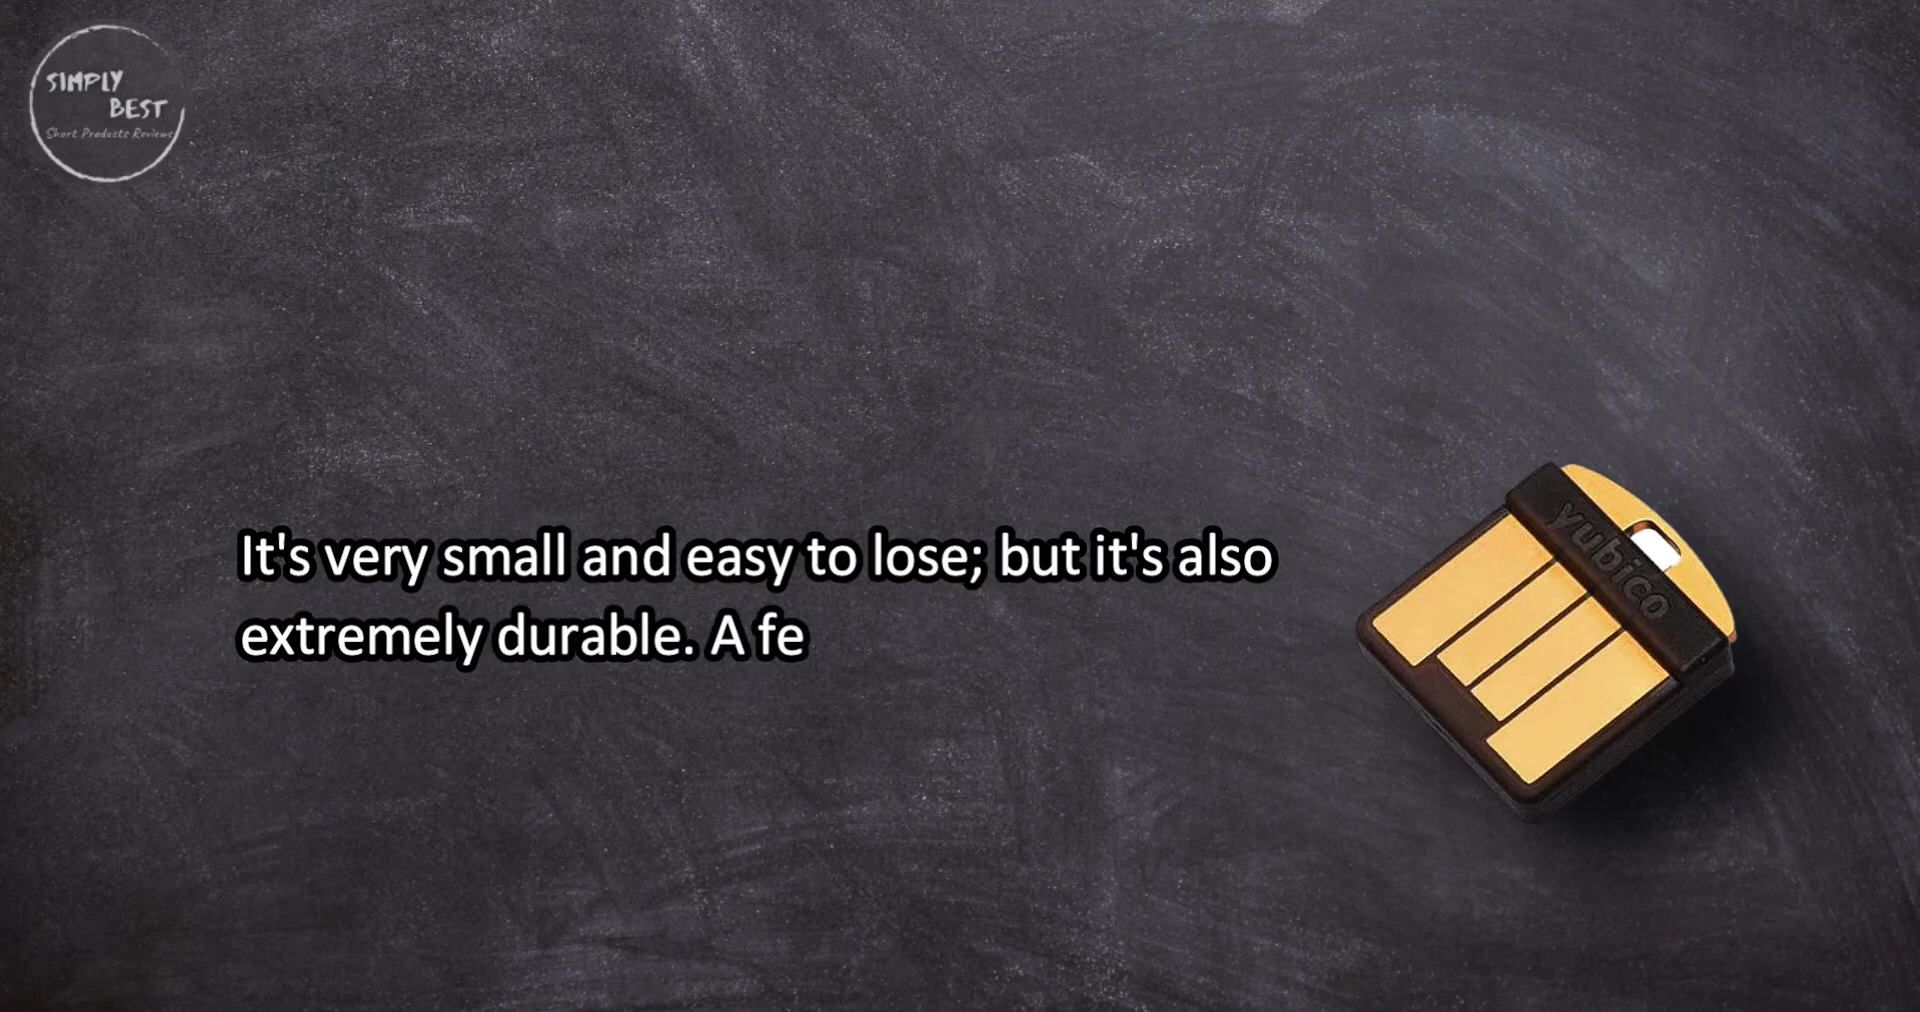 SIMPLY
BEST
Short Products Reviews
It's very small and easy to lose; but it's also
extremely durable. A fe
yubico